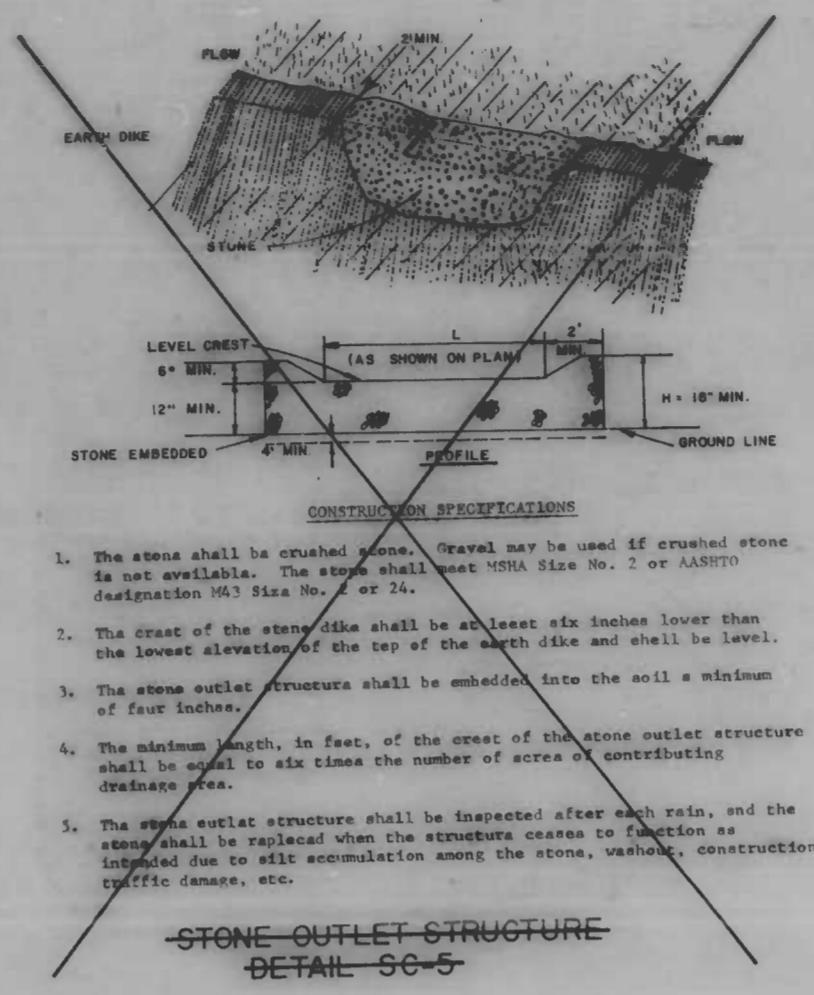 2' MIN.
FLOW
EARTH DIKE
FLOW
STONE
L
2'
LEVEL CREST
(AS SHOWN ON PLAN)
MIN.
6" MIN.
12" MIN.
H = 18" MIN.
STONE EMBEDDED
4" MIN.
GROUND LINE
PROFILE
CONSTRUCTION SPECIFICATIONS
1. The stone shall be crushed stone. Gravel may be used if crushed stone
is not available. The stone shall meet MSHA Size No. 2 or AASHTO
designation M43 Size No. 2 or 24.
2. The crest of the stone dike shall be at least six inches lower than
the lowest elevation of the top of the earth dike and shall be level.
3. The stone outlet structure shall be embedded into the soil a minimum
of four inches.
4. The minimum length, in feet, of the crest of the stone outlet structure
shall be equal to six times the number of acres of contributing
drainage area.
5. The stone outlet structure shall be inspected after each rain, and the
stone shall be replaced when the structure ceases to function as
intended due to silt accumulation among the stone, washout, construction
traffic damage, etc.
STONE OUTLET STRUCTURE
DETAIL SC-5